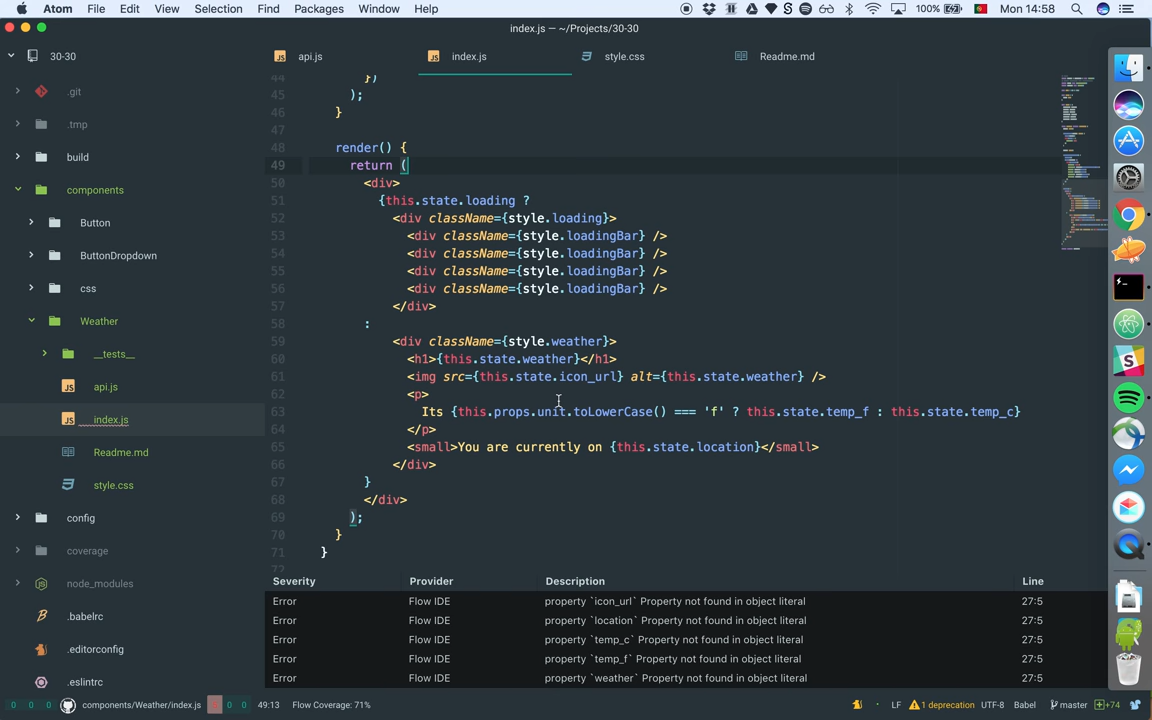 Atom File Edit View Selection Find Packages Window Help 100% Mon 14:58
index.js — ~/Projects/30-30
30-30
api.js
index.js
style.css
Readme.md
.git
.tmp
build
components
Button
ButtonDropdown
css
Weather
__tests__
api.js
index.js
Readme.md
style.css
config
coverage
node_modules
.babelrc
.editorconfig
.eslintrc
44 })
45 );
46 }
47
48 render() {
49 return (
50 <div>
51 {this.state.loading ?
52 <div className={style.loading}>
53 <div className={style.loadingBar} />
54 <div className={style.loadingBar} />
55 <div className={style.loadingBar} />
56 <div className={style.loadingBar} />
57 </div>
58 :
59 <div className={style.weather}>
60 <h1>{this.state.weather}</h1>
61 <img src={this.state.icon_url} alt={this.state.weather} />
62 <p>
63 Its {this.props.unit.toLowerCase() === 'f' ? this.state.temp_f : this.state.temp_c}
64 </p>
65 <small>You are currently on {this.state.location}</small>
66 </div>
67 }
68 </div>
69 );
70 }
71 }
72
Severity Provider Description Line
Error Flow IDE property `icon_url` Property not found in object literal 27:5
Error Flow IDE property `location` Property not found in object literal 27:5
Error Flow IDE property `temp_c` Property not found in object literal 27:5
Error Flow IDE property `temp_f` Property not found in object literal 27:5
Error Flow IDE property `weather` Property not found in object literal 27:5
0 0 0 components/Weather/index.js 0 0 49:13 Flow Coverage: 71% LF 1 deprecation UTF-8 Babel master +74